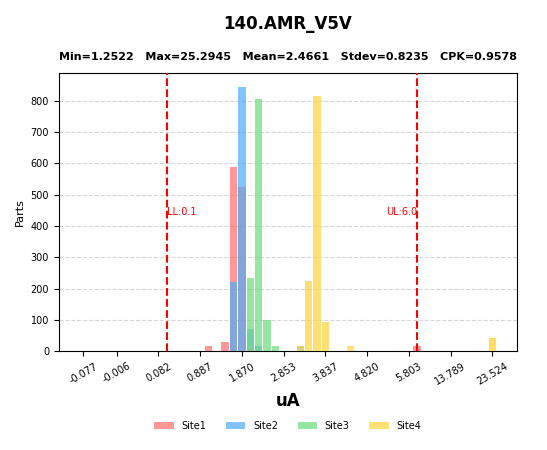 140.AMR_V5V
Min=1.2522 Max=25.2945 Mean=2.4661 Stdev=0.8235 CPK=0.9578
Parts
800
700
600
500
400
300
200
100
0
LL:0.1
UL:6.0
-0.077 -0.006 0.082 0.887 1.870 2.853 3.837 4.820 5.803 13.789 23.524
uA
Site1 Site2 Site3 Site4